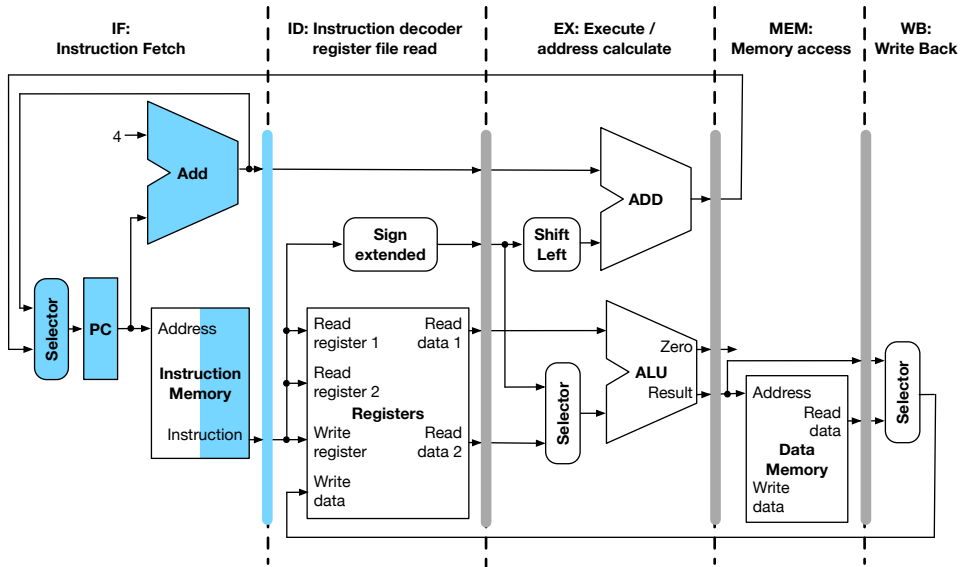 IF:
Instruction Fetch
ID: Instruction decoder
register file read
EX: Execute /
address calculate
MEM:
Memory access
WB:
Write Back
4
Add
ADD
Sign
extended
Shift
Left
Selector
PC
Address
Instruction
Memory
Instruction
Read
register 1
Read
data 1
Read
register 2
Registers
Write
register
Read
data 2
Write
data
Selector
Zero
ALU
Result
Address
Read
data
Data
Memory
Write
data
Selector